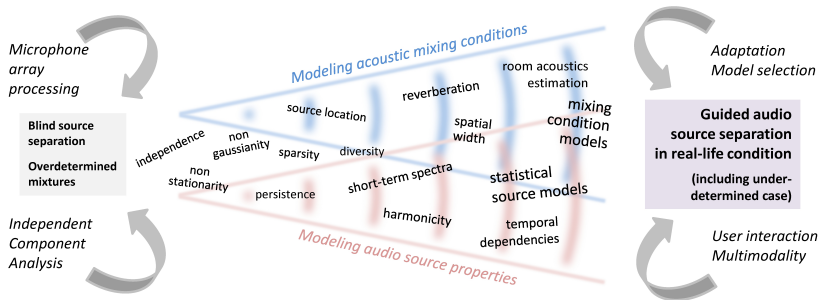 Microphone
array
processing
Blind source
separation
Overdetermined
mixtures
Independent
Component
Analysis
Modeling acoustic mixing conditions
independence
non
gaussianity
non
stationarity
source location
sparsity
persistence
diversity
reverberation
short-term spectra
harmonicity
spatial
width
room acoustics
estimation
mixing
condition
models
statistical
source models
temporal
dependencies
Modeling audio source properties
Adaptation
Model selection
Guided audio
source separation
in real-life condition
(including under-
determined case)
User interaction
Multimodality